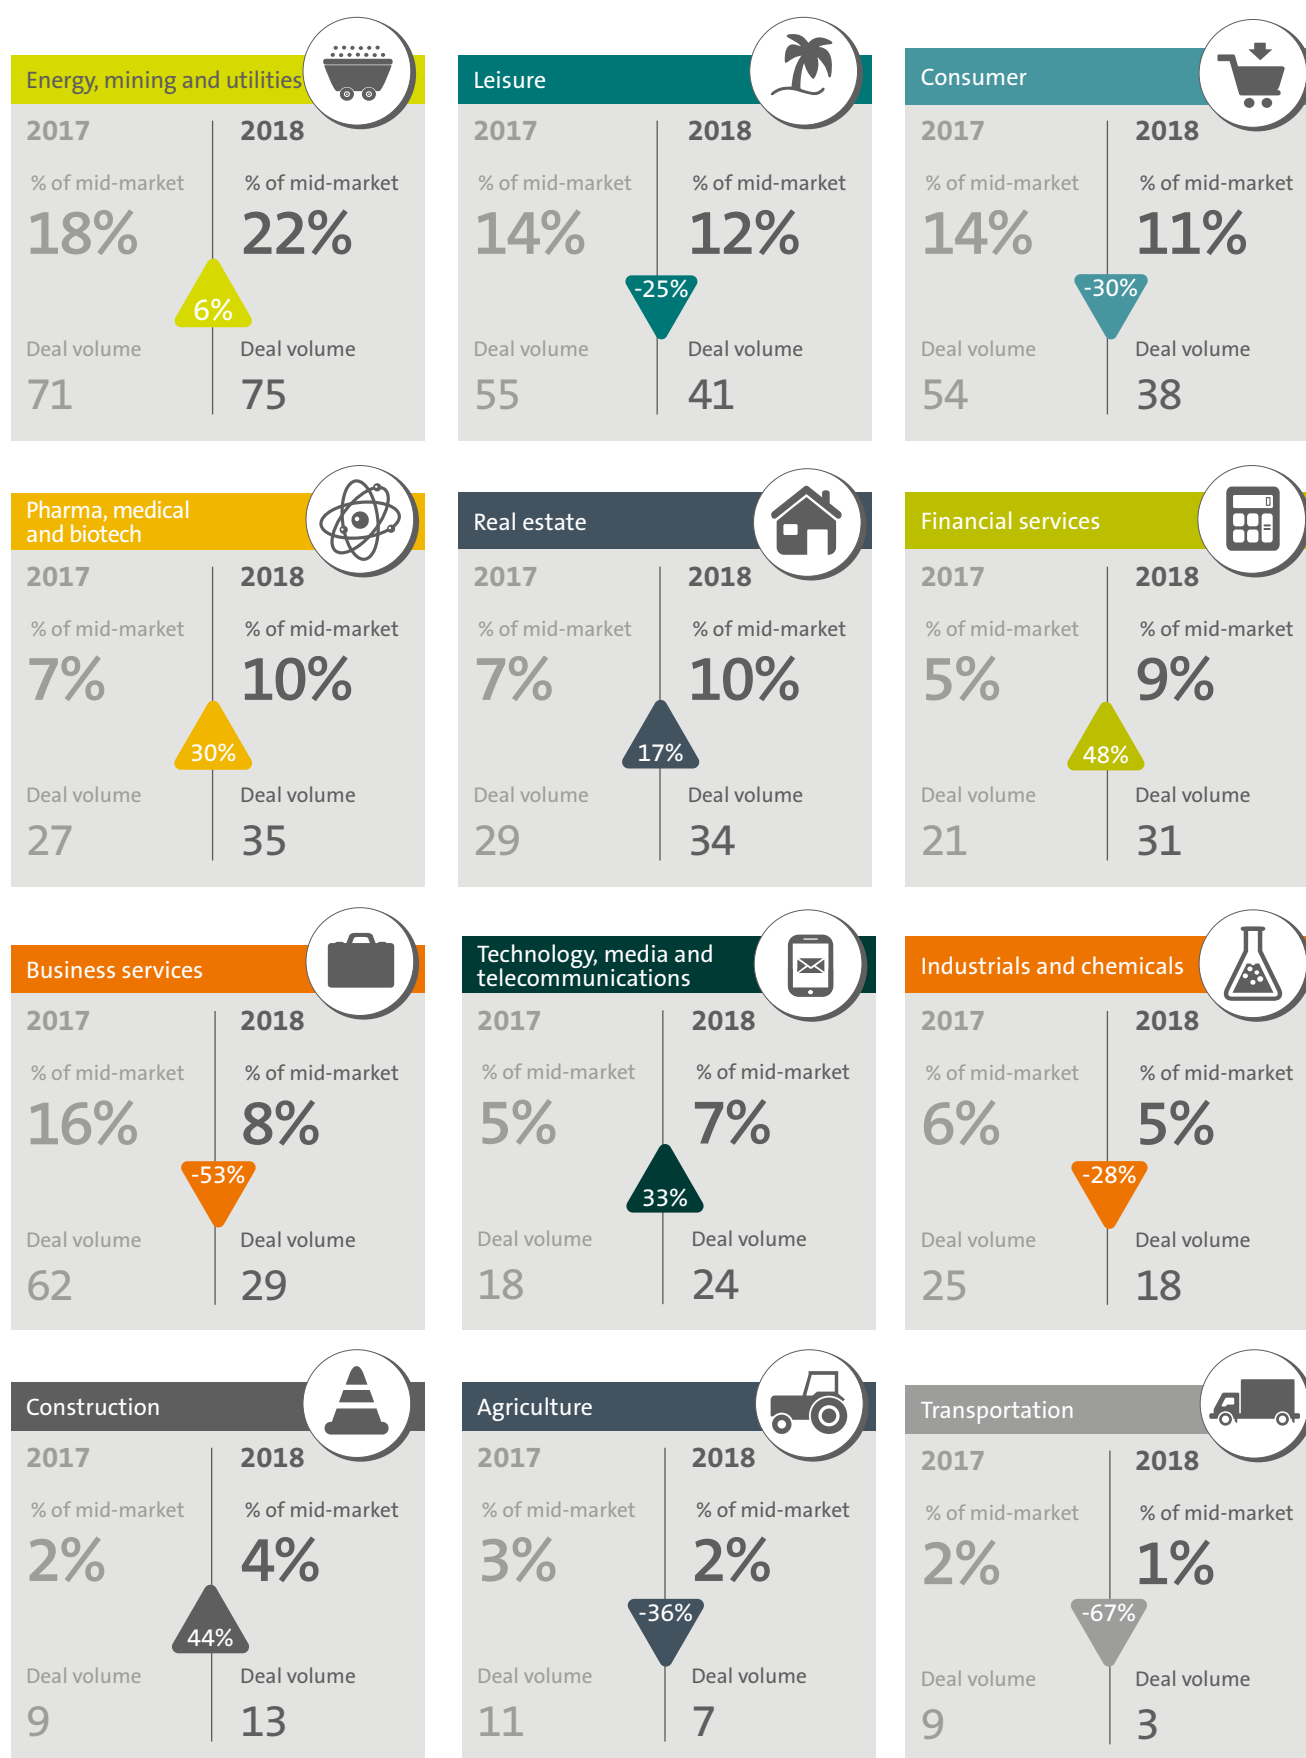 Energy, mining and utilities
2017
2018
% of mid-market
% of mid-market
18%
22%
6%
Deal volume
Deal volume
71
75
Leisure
2017
2018
% of mid-market
% of mid-market
14%
12%
-25%
Deal volume
Deal volume
55
41
Consumer
2017
2018
% of mid-market
% of mid-market
14%
11%
-30%
Deal volume
Deal volume
54
38
Pharma, medical
and biotech
2017
2018
% of mid-market
% of mid-market
7%
10%
30%
Deal volume
Deal volume
27
35
Real estate
2017
2018
% of mid-market
% of mid-market
7%
10%
17%
Deal volume
Deal volume
29
34
Financial services
2017
2018
% of mid-market
% of mid-market
5%
9%
48%
Deal volume
Deal volume
21
31
Business services
2017
2018
% of mid-market
% of mid-market
16%
8%
-53%
Deal volume
Deal volume
62
29
Technology, media and
telecommunications
2017
2018
% of mid-market
% of mid-market
5%
7%
33%
Deal volume
Deal volume
18
24
Industrials and chemicals
2017
2018
% of mid-market
% of mid-market
6%
5%
-28%
Deal volume
Deal volume
25
18
Construction
2017
2018
% of mid-market
% of mid-market
2%
4%
44%
Deal volume
Deal volume
9
13
Agriculture
2017
2018
% of mid-market
% of mid-market
3%
2%
-36%
Deal volume
Deal volume
11
7
Transportation
2017
2018
% of mid-market
% of mid-market
2%
1%
-67%
Deal volume
Deal volume
9
3